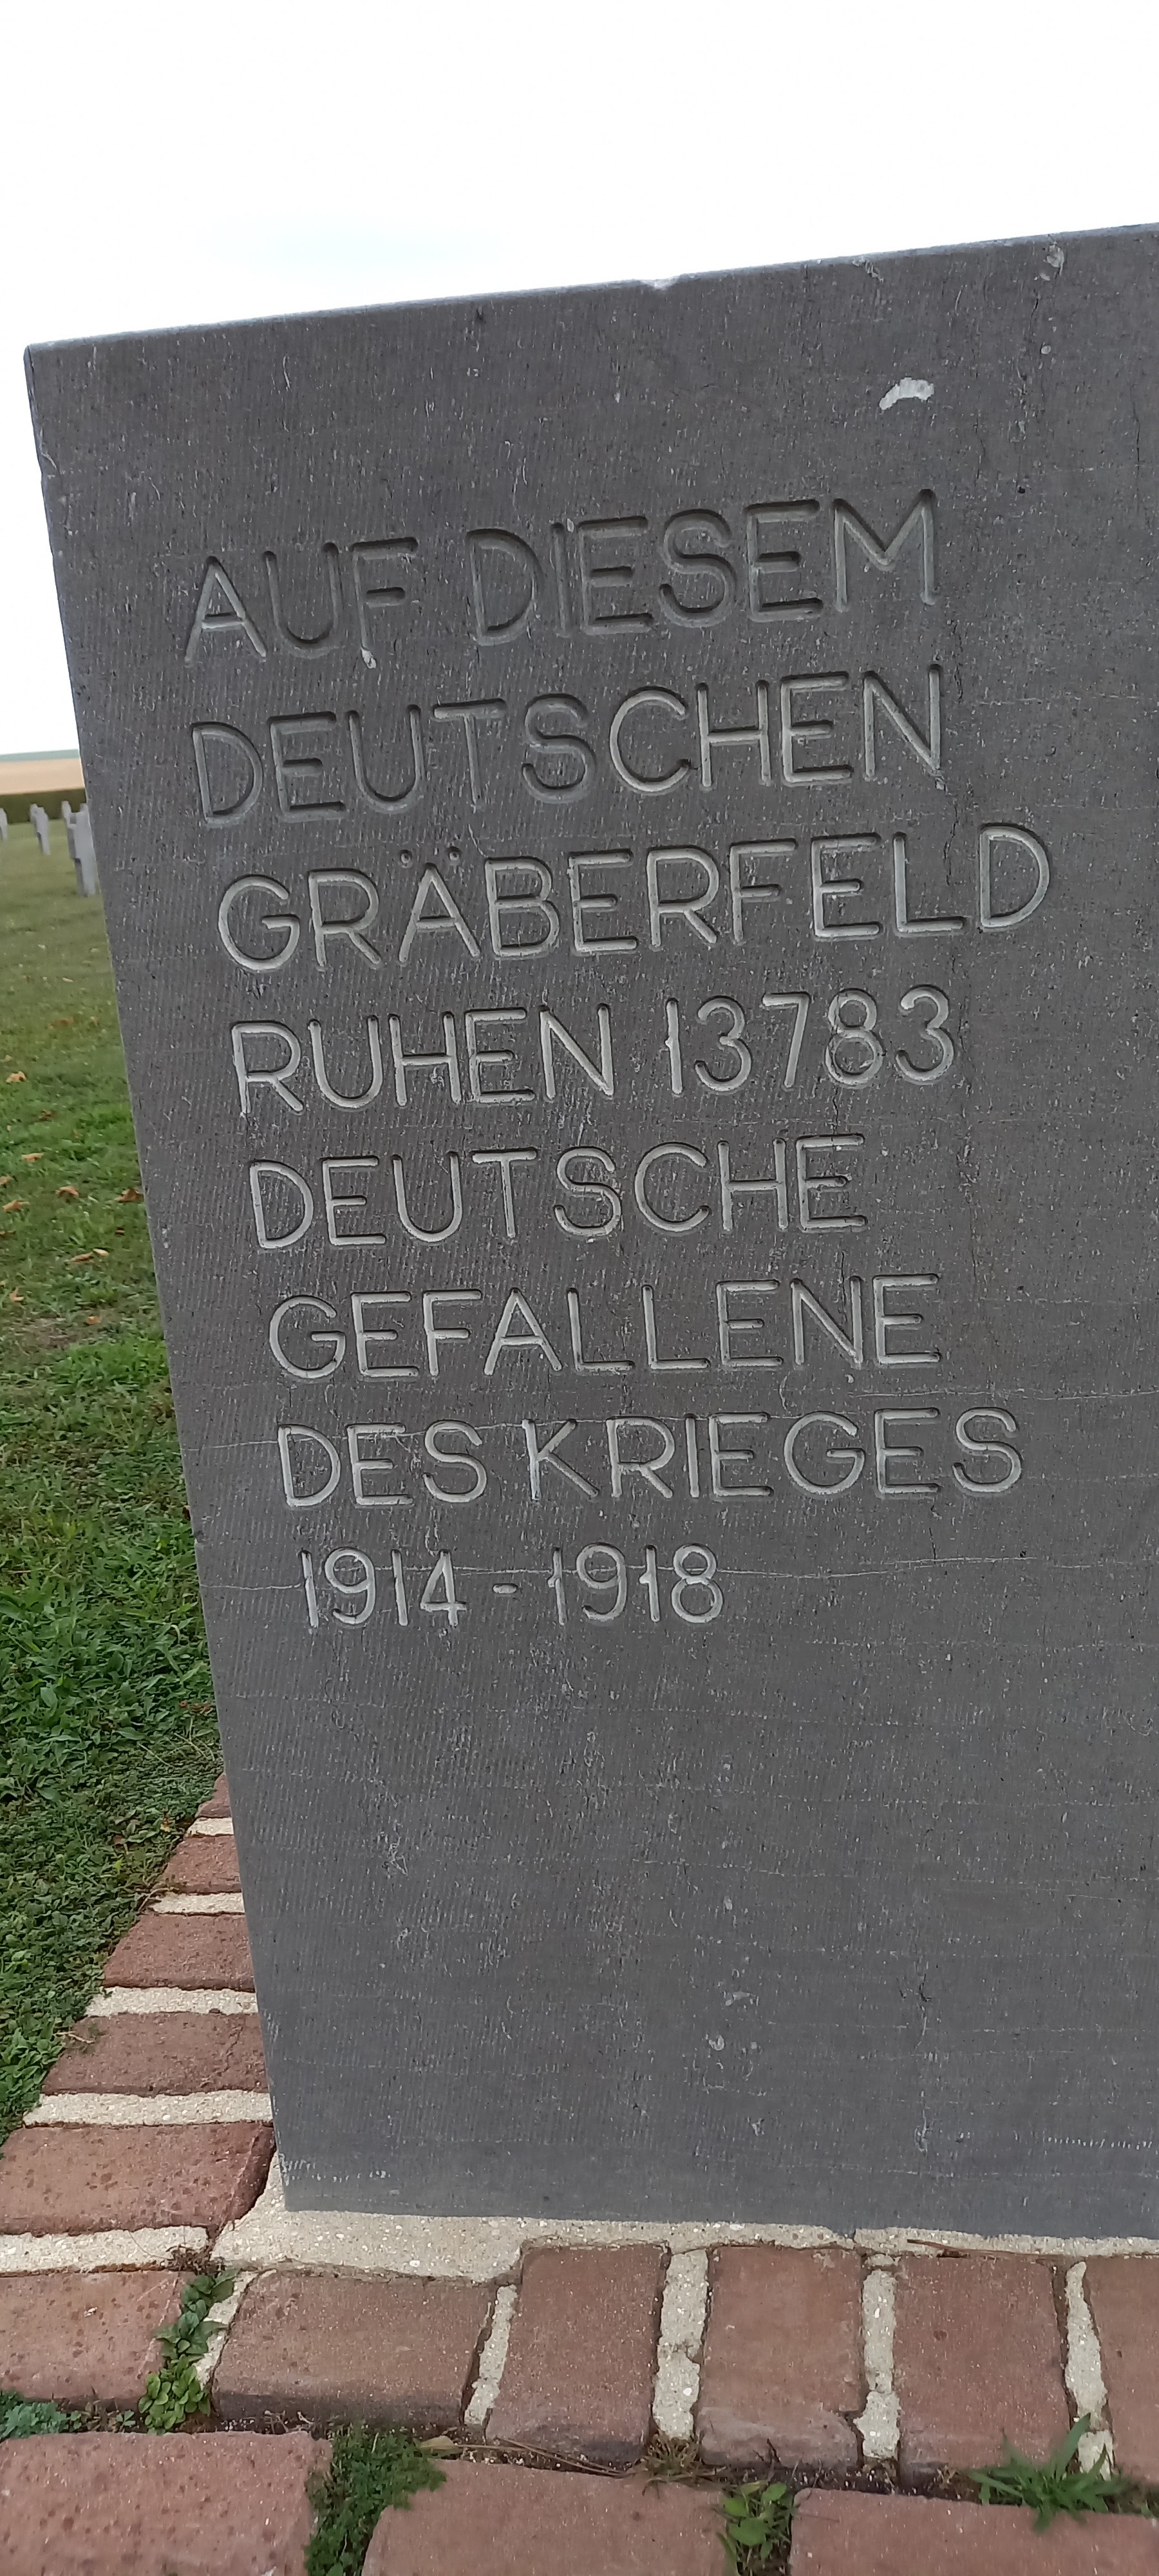 AUF DIESEM
DEUTSCHEN
GRÄBERFELD
RUHEN 13783
DEUTSCHE
GEFALLENE
DES KRIEGES
1914 - 1918